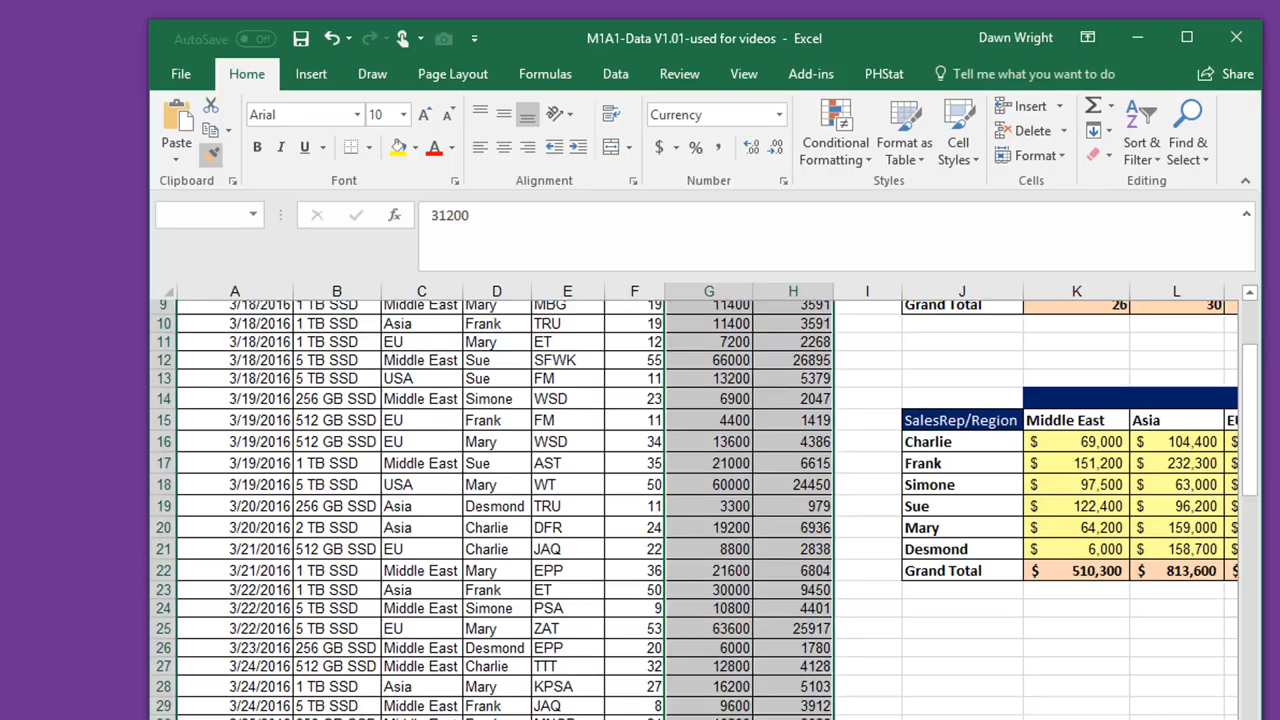 AutoSave Off M1A1-Data V1.01-used for videos - Excel Dawn Wright
File Home Insert Draw Page Layout Formulas Data Review View Add-ins PHStat Tell me what you want to do Share
Paste
Clipboard
Arial 10
B I U
Font
Alignment
Currency
$ % ,
Number
Conditional Formatting
Format as Table
Cell Styles
Styles
Insert
Delete
Format
Cells
Sort & Filter
Find & Select
Editing
fx 31200
A B C D E F G H I J K L
9 3/18/2016 1 TB SSD Middle East Mary MBG 19 11400 3591 Grand Total 26 30
10 3/18/2016 1 TB SSD Asia Frank TRU 19 11400 3591
11 3/18/2016 1 TB SSD EU Mary ET 12 7200 2268
12 3/18/2016 5 TB SSD Middle East Sue SFWK 55 66000 26895
13 3/18/2016 5 TB SSD USA Sue FM 11 13200 5379
14 3/19/2016 256 GB SSD Middle East Simone WSD 23 6900 2047
15 3/19/2016 512 GB SSD EU Frank FM 11 4400 1419 SalesRep/Region Middle East Asia
16 3/19/2016 512 GB SSD EU Mary WSD 34 13600 4386 Charlie $ 69,000 $ 104,400 $
17 3/19/2016 1 TB SSD Middle East Sue AST 35 21000 6615 Frank $ 151,200 $ 232,300 $
18 3/19/2016 5 TB SSD USA Mary WT 50 60000 24450 Simone $ 97,500 $ 63,000 $
19 3/20/2016 256 GB SSD Asia Desmond TRU 11 3300 979 Sue $ 122,400 $ 96,200 $
20 3/20/2016 2 TB SSD Asia Charlie DFR 24 19200 6936 Mary $ 64,200 $ 159,000 $
21 3/21/2016 512 GB SSD EU Charlie JAQ 22 8800 2838 Desmond $ 6,000 $ 158,700 $
22 3/21/2016 1 TB SSD Middle East Mary EPP 36 21600 6804 Grand Total $ 510,300 $ 813,600 $
23 3/22/2016 1 TB SSD Asia Frank ET 50 30000 9450
24 3/22/2016 5 TB SSD Middle East Simone PSA 9 10800 4401
25 3/22/2016 5 TB SSD EU Mary ZAT 53 63600 25917
26 3/23/2016 256 GB SSD Middle East Desmond EPP 20 6000 1780
27 3/24/2016 512 GB SSD Middle East Charlie TTT 32 12800 4128
28 3/24/2016 1 TB SSD Asia Mary KPSA 27 16200 5103
29 3/24/2016 5 TB SSD Asia Frank JAQ 8 9600 3912